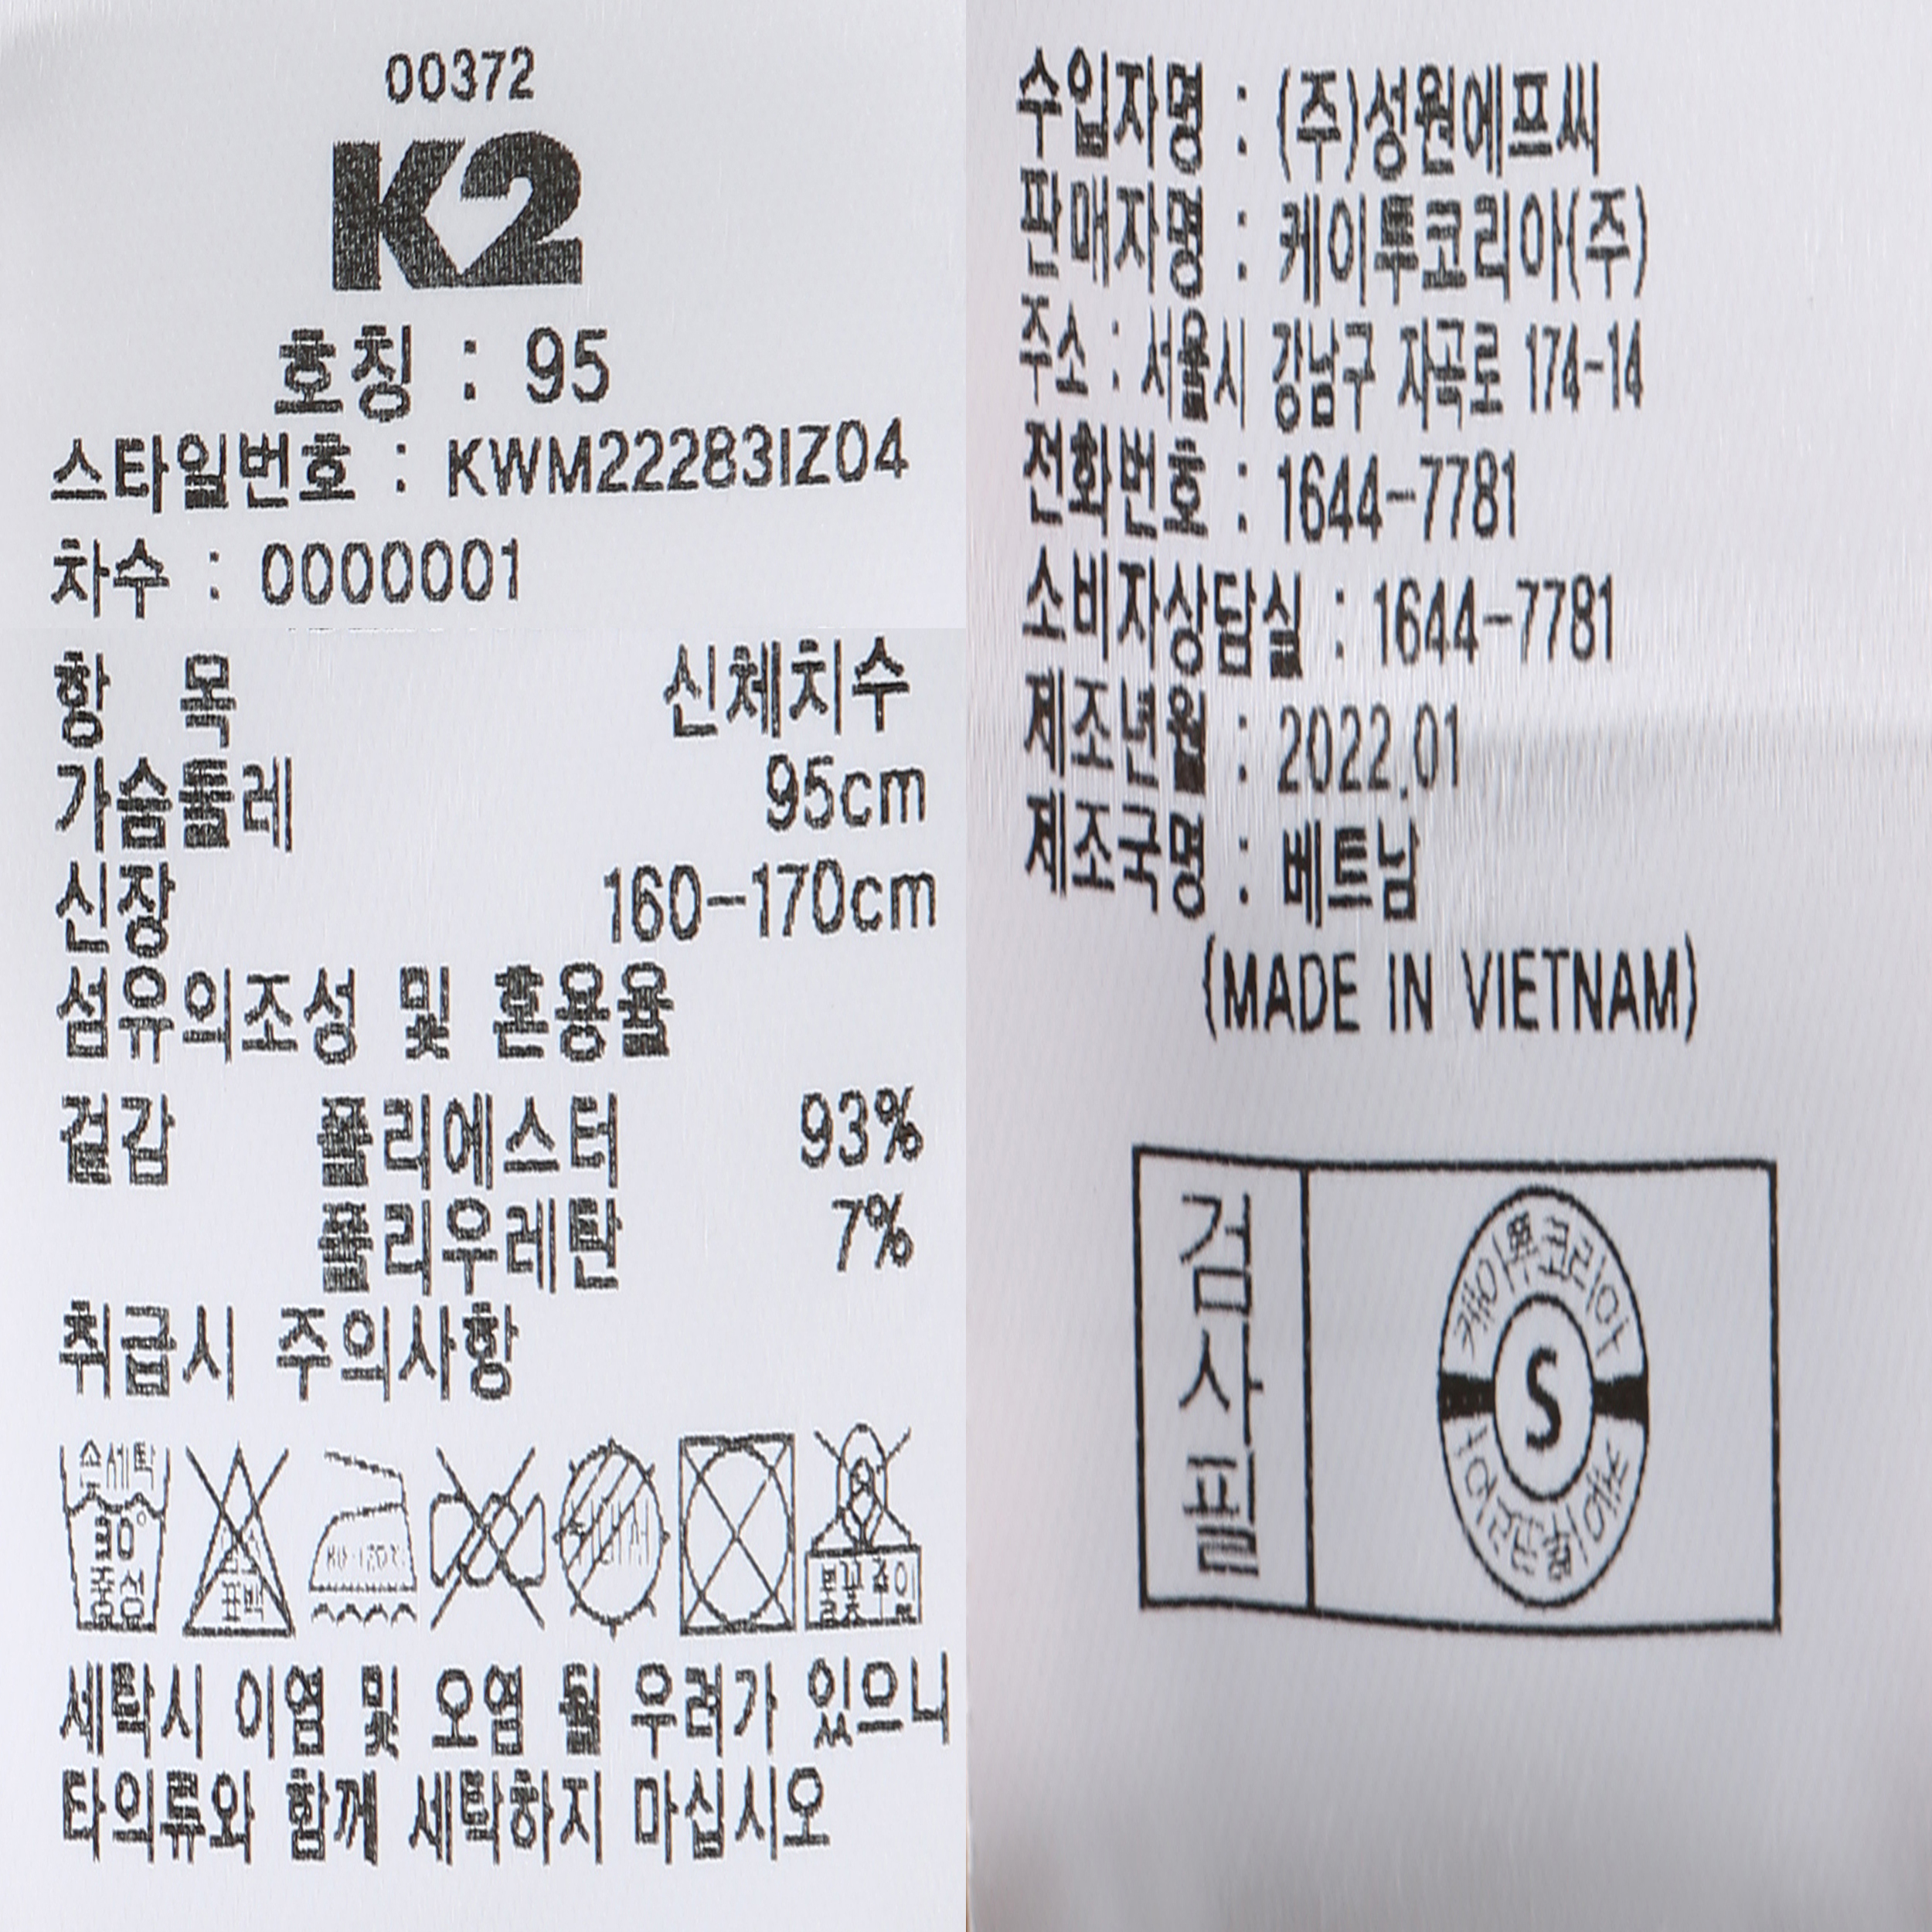 00372
K2
호칭 : 95
스타일번호 : KWM22283IZ04
차수 : 0000001
항 목 신체치수
가슴둘레 95cm
신장 160-170cm
섬유의조성 및 혼용율
겉감 폴리에스터 93%
폴리우레탄 7%
취급시 주의사항
손세탁
30°
중성
표백
불꽃주의
세탁시 이염 및 오염 될 우려가 있으니
타의류와 함께 세탁하지 마십시오
수입자명 : (주)성원에프씨
판매자명 : 케이투코리아(주)
주소 : 서울시 강남구 자곡로 174-14
전화번호 : 1644-7781
소비자상담실 : 1644-7781
제조년월 : 2022.01
제조국명 : 베트남
(MADE IN VIETNAM)
검사필
케이투코리아
S